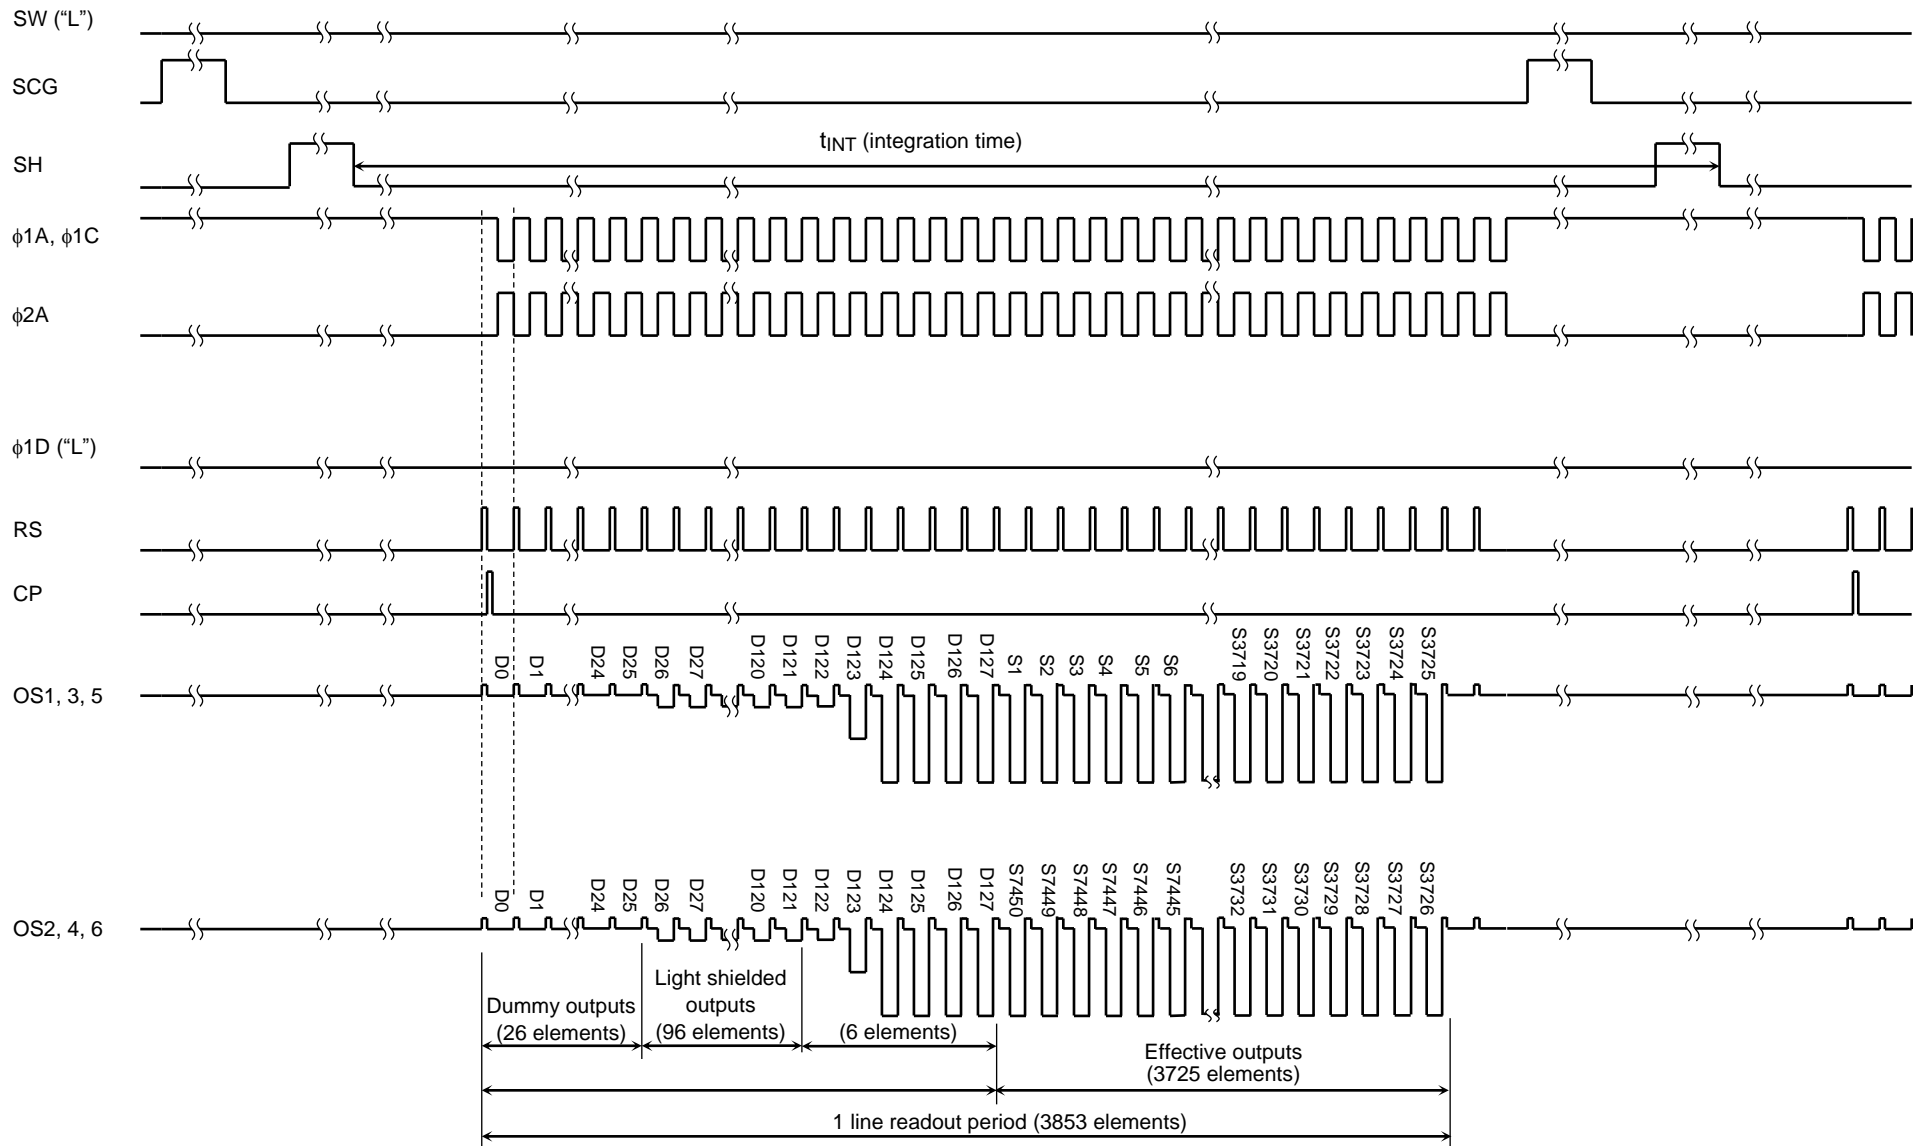 SW (“L”)
SCG
tINT (integration time)
SH
ϕ1A, ϕ1C
ϕ2A
ϕ1D (“L”)
RS
CP
D0 D1 D24 D25 D26 D27 D120 D121 D122 D123 D124 D125 D126 D127 S1 S2 S3 S4 S5 S6 S3719 S3720 S3721 S3722 S3723 S3724 S3725
OS1, 3, 5
D0 D1 D24 D25 D26 D27 D120 D121 D122 D123 D124 D125 D126 D127 S7450 S7449 S7448 S7447 S7446 S7445 S3732 S3731 S3730 S3729 S3728 S3727 S3726
OS2, 4, 6
Dummy outputs
(26 elements)
Light shielded
outputs
(96 elements)
(6 elements)
Effective outputs
(3725 elements)
1 line readout period (3853 elements)